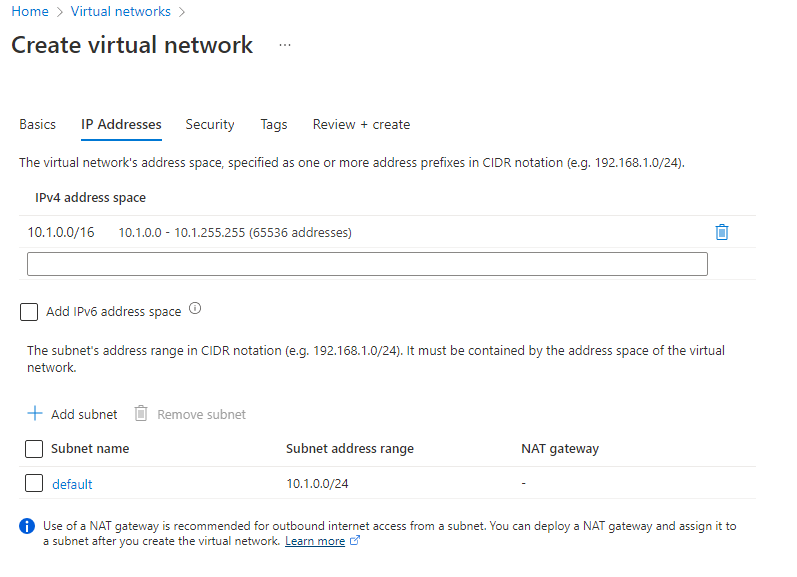 Home > Virtual networks >
Create virtual network ...
Basics IP Addresses Security Tags Review + create
The virtual network's address space, specified as one or more address prefixes in CIDR notation (e.g. 192.168.1.0/24).
IPv4 address space
10.1.0.0/16 10.1.0.0 - 10.1.255.255 (65536 addresses)
Add IPv6 address space
The subnet's address range in CIDR notation (e.g. 192.168.1.0/24). It must be contained by the address space of the virtual
network.
+ Add subnet Remove subnet
Subnet name Subnet address range NAT gateway
default 10.1.0.0/24 -
Use of a NAT gateway is recommended for outbound internet access from a subnet. You can deploy a NAT gateway and assign it to
a subnet after you create the virtual network. Learn more